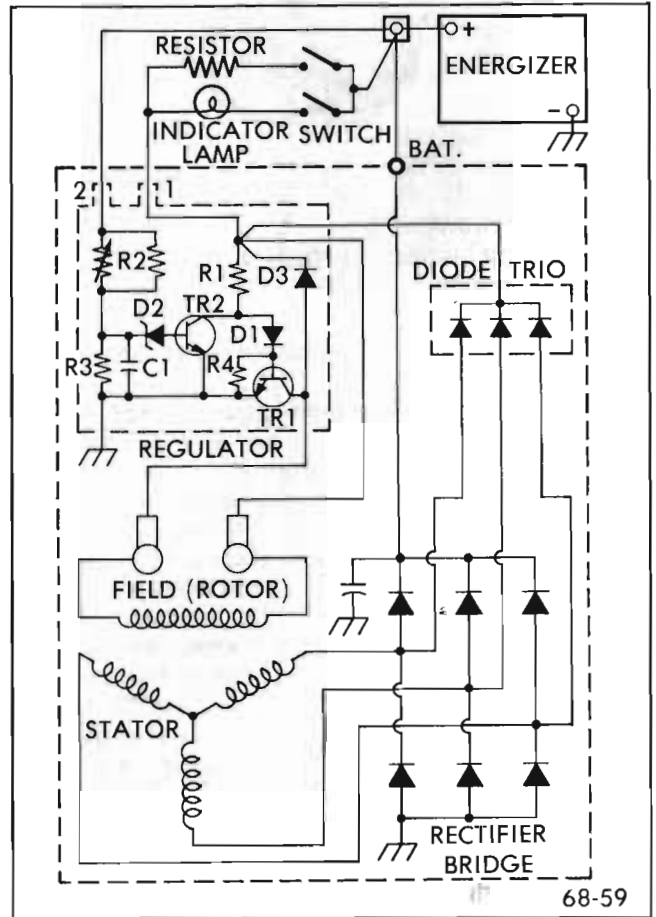 +
RESISTOR
ENERGIZER
INDICATOR
LAMP
SWITCH
-
BAT.
2
1
R2
R1
D3
DIODE TRIO
D2
TR2
D1
R3
C1
R4
TR1
REGULATOR
FIELD (ROTOR)
STATOR
RECTIFIER
BRIDGE
68-59